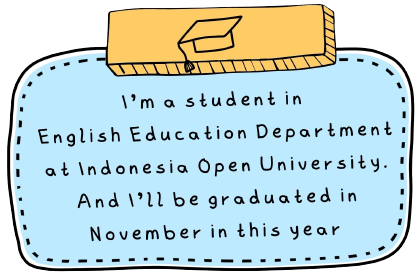 I'm a student in
English Education Department
at Indonesia Open University.
And I'll be graduated in
November in this year